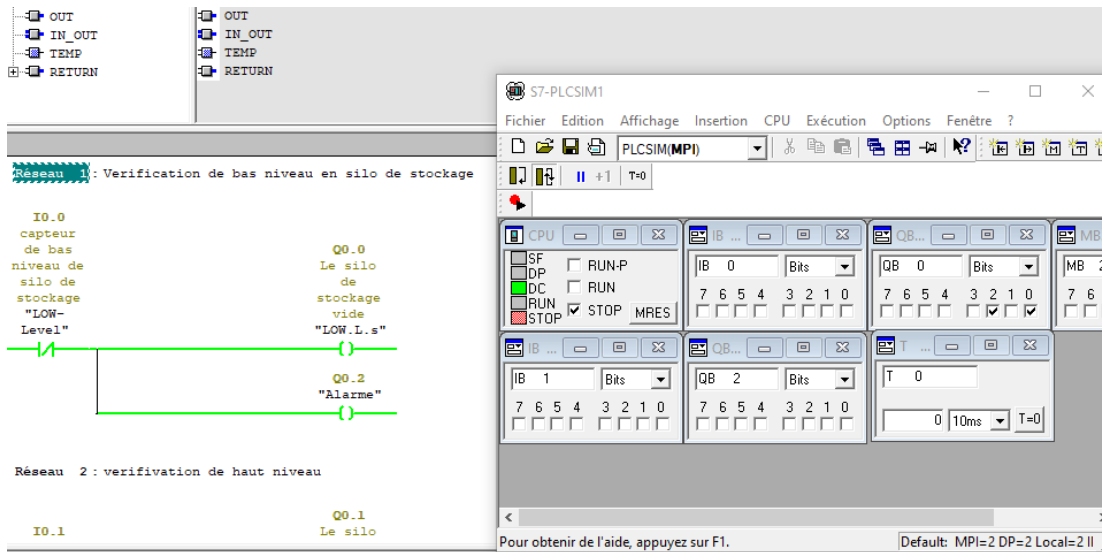 OUT OUT
IN_OUT IN_OUT
TEMP TEMP
RETURN RETURN
Réseau 1 : Verification de bas niveau en silo de stockage
I0.0
capteur
de bas
niveau de
silo de
stockage
"LOW-
Level"
Q0.0
Le silo
de
stockage
vide
"LOW.L.s"
Q0.2
"Alarme"
Réseau 2 : verifivation de haut niveau
I0.1
Q0.1
Le silo
S7-PLCSIM1
Fichier Edition Affichage Insertion CPU Exécution Options Fenêtre ?
PLCSIM(MPI)
+1 T=0
CPU
SF
DP
DC
RUN
STOP
RUN-P
RUN
STOP MRES
IB ...
IB 0 Bits
7 6 5 4 3 2 1 0
QB...
QB 0 Bits
7 6 5 4 3 2 1 0
MB
MB 2
7 6
IB ...
IB 1 Bits
7 6 5 4 3 2 1 0
QB...
QB 2 Bits
7 6 5 4 3 2 1 0
T ...
T 0
0 10ms T=0
Pour obtenir de l'aide, appuyez sur F1.
Default: MPI=2 DP=2 Local=2 II